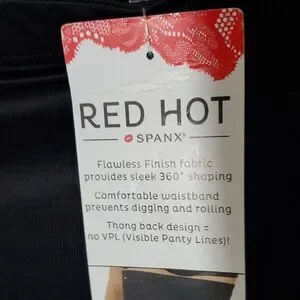 RED HOT
SPANX®
Flawless Finish fabric
provides sleek 360° shaping
Comfortable waistband
prevents digging and rolling
Thong back design =
no VPL (Visible Panty Lines)!